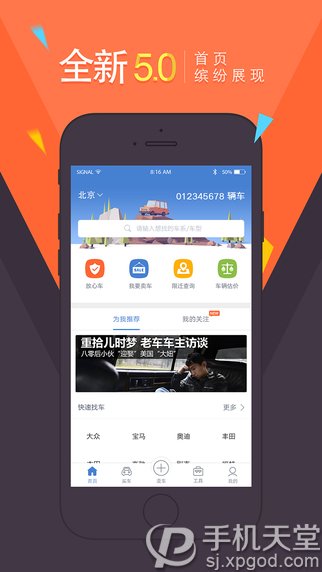 全新5.0
首页
缤纷展现
SIGNAL
8:16 AM
50%
北京
012345678 辆车
请输入想找的车系/车型
放心车
SALE
我要卖车
限迁查询
车辆估价
为我推荐
我的关注
NEW
重拾儿时梦 老车车主访谈
八零后小伙“迎娶”美国“大妞”
快速找车
更多 >
大众
宝马
奥迪
丰田
首页
买车
卖车
工具
我的
手机天堂
sj.xpgod.com